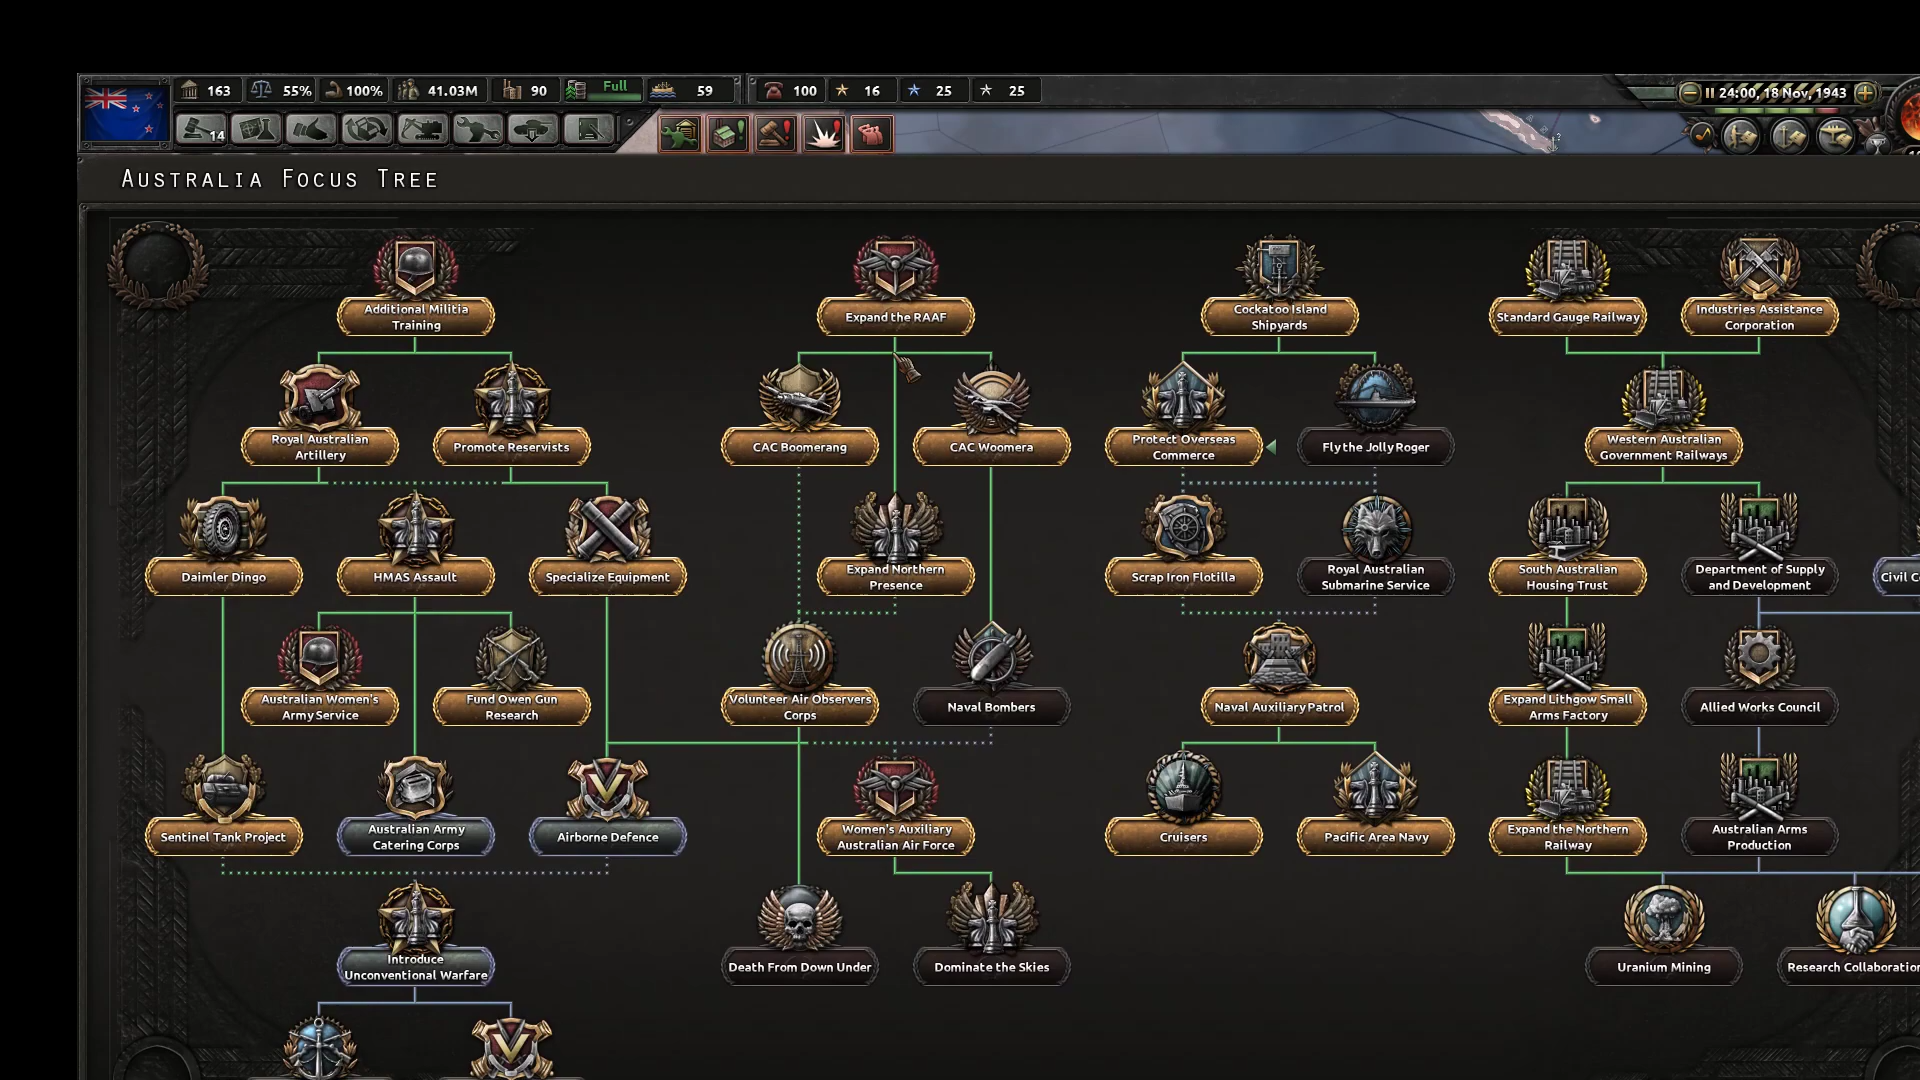 163
55%
100%
41.03M
90
Full
59
100
16
25
25
24:00, 18 Nov, 1943
14
Australia Focus Tree
Additional Militia
Training
Expand the RAAF
Cockatoo Island
Shipyards
Standard Gauge Railway
Industries Assistance
Corporation
Royal Australian
Artillery
Promote Reservists
CAC Boomerang
CAC Woomera
Protect Overseas
Commerce
Fly the Jolly Roger
Western Australian
Government Railways
Daimler Dingo
HMAS Assault
Specialize Equipment
Expand Northern
Presence
Scrap Iron Flotilla
Royal Australian
Submarine Service
South Australian
Housing Trust
Department of Supply
and Development
Civil C
Australian Women's
Army Service
Fund Owen Gun
Research
Volunteer Air Observers
Corps
Naval Bombers
Naval Auxiliary Patrol
Expand Lithgow Small
Arms Factory
Allied Works Council
Sentinel Tank Project
Australian Army
Catering Corps
Airborne Defence
Women's Auxiliary
Australian Air Force
Cruisers
Pacific Area Navy
Expand the Northern
Railway
Australian Arms
Production
Introduce
Unconventional Warfare
Death From Down Under
Dominate the Skies
Uranium Mining
Research Collaboration